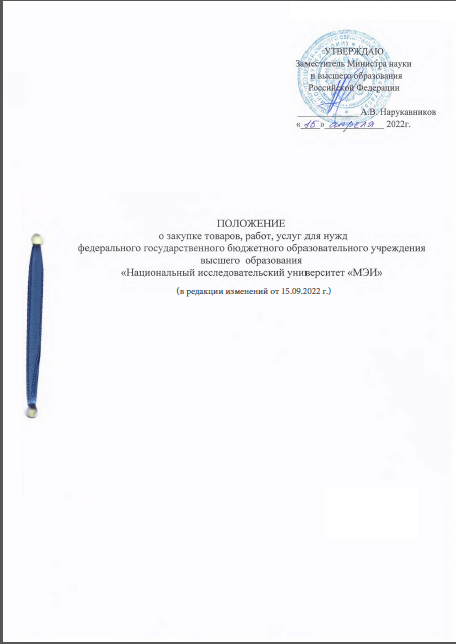 УТВЕРЖДАЮ
Заместитель Министра науки
и высшего образования
Российской Федерации
____________ А.В. Нарукавников
« 15 » апреля 2022г.
ПОЛОЖЕНИЕ
о закупке товаров, работ, услуг для нужд
федерального государственного бюджетного образовательного учреждения
высшего образования
«Национальный исследовательский университет «МЭИ»
(в редакции изменений от 15.09.2022 г.)